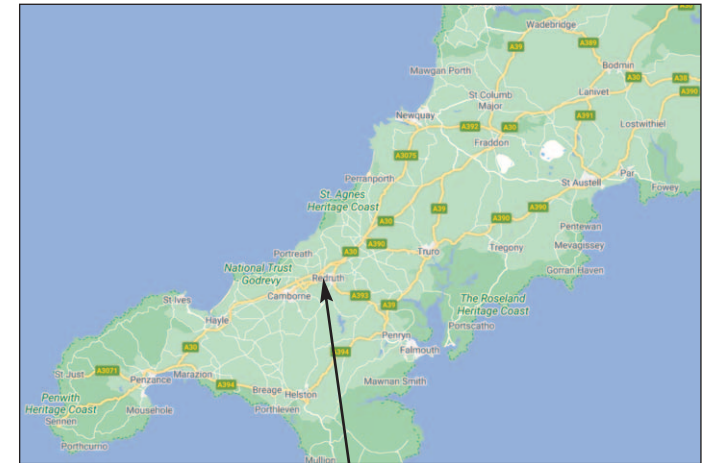 Wadebridge
A39
A389
Bodmin
A30
A38
Mawgan Porth
A390
St Columb
Major
Lanivet
Newquay
A391
A392
A30
Lostwithiel
Fraddon
A3075
Perranporth
St Austell
Par
Fowey
St. Agnes
Heritage Coast
A39
A390
A390
A30
Pentewan
A390
A30
Truro
Tregony
Mevagissey
Portreath
National Trust
Godrevy
Redruth
Gorran Haven
Camborne
A393
The Roseland
Heritage Coast
St Ives
A39
Hayle
Portscatho
Penryn
A30
A394
Falmouth
St Just
A3071
Penzance
Marazion
A394
Mawnan Smith
Breage
Helston
Penwith
Heritage Coast
Mousehole
Porthleven
Sennen
Porthcurno
Mullion